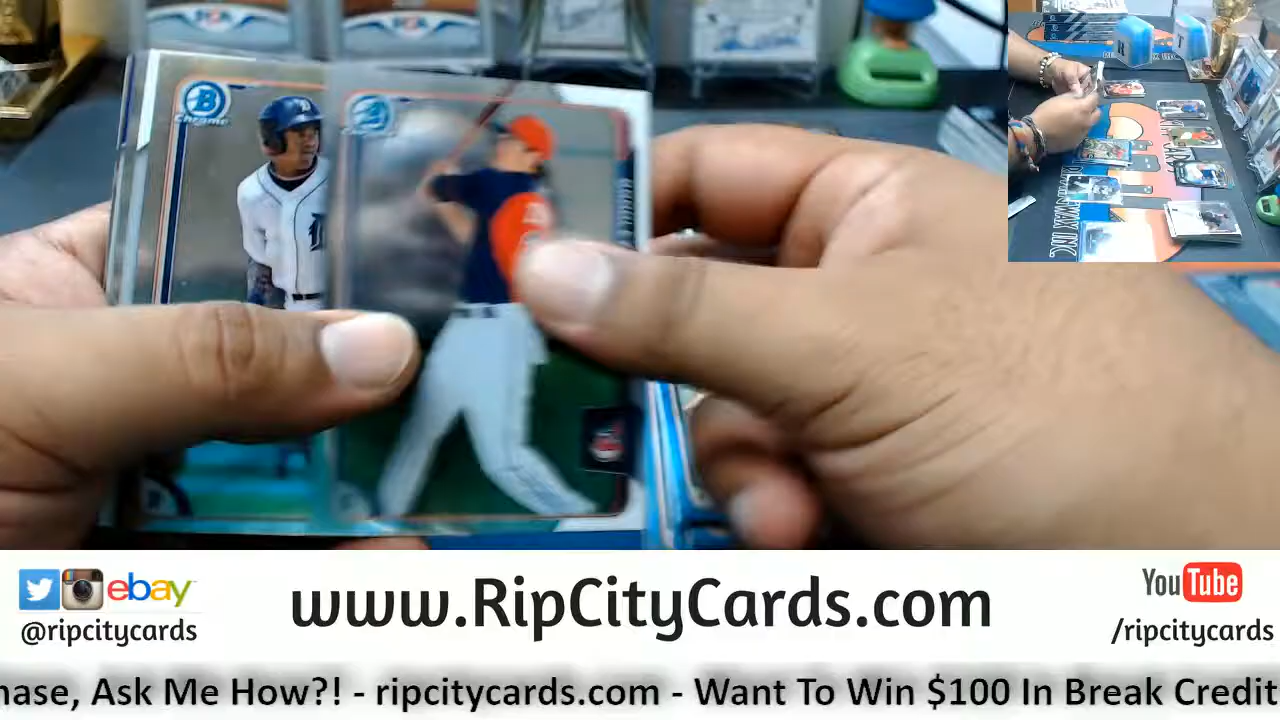 B
Chrome
D
ebay
@ripcitycards
www.RipCityCards.com
YouTube
/ripcitycards
hase, Ask Me How?! - ripcitycards.com - Want To Win $100 In Break Credit